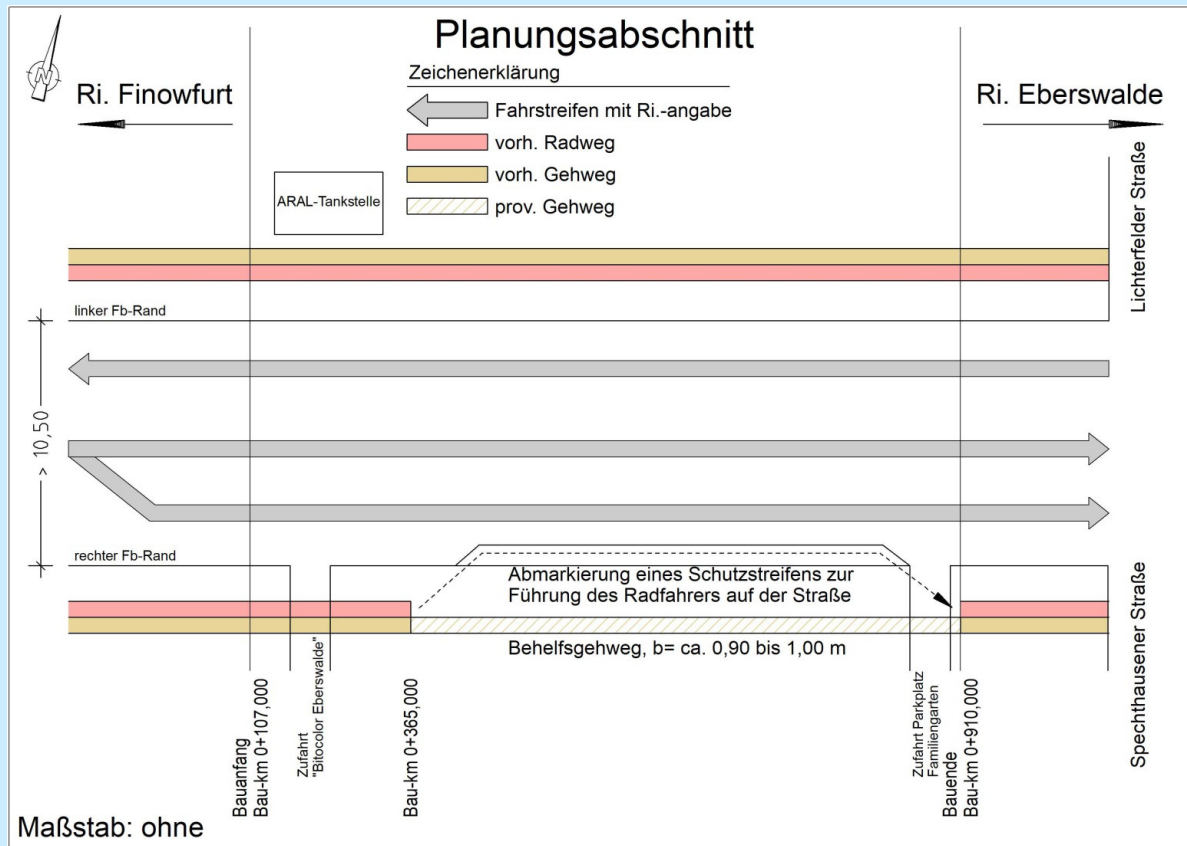 Planungsabschnitt
N
Ri. Finowfurt
Zeichenerklärung
Fahrstreifen mit Ri.-angabe
vorh. Radweg
vorh. Gehweg
prov. Gehweg
Ri. Eberswalde
ARAL-Tankstelle
Lichterfelder Straße
linker Fb-Rand
> 10,50
rechter Fb-Rand
Abmarkierung eines Schutzstreifens zur
Führung des Radfahrers auf der Straße
Behelfsgehweg, b= ca. 0,90 bis 1,00 m
Bauanfang
Bau-km 0+107,000
Zufahrt
"Bitocolor Eberswalde"
Bau-km 0+365,000
Zufahrt Parkplatz
Familiengarten
Bauende
Bau-km 0+910,000
Spechthausener Straße
Maßstab: ohne